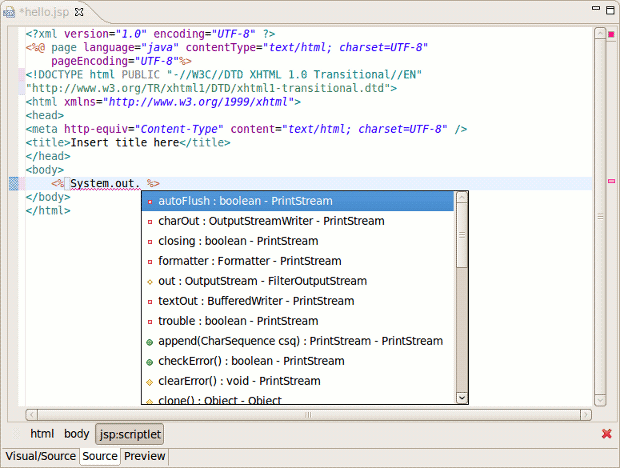 *hello.jsp
<?xml version="1.0" encoding="UTF-8" ?>
<%@ page language="java" contentType="text/html; charset=UTF-8"
pageEncoding="UTF-8"%>
<!DOCTYPE html PUBLIC "-//W3C//DTD XHTML 1.0 Transitional//EN"
"http://www.w3.org/TR/xhtml1/DTD/xhtml1-transitional.dtd">
<html xmlns="http://www.w3.org/1999/xhtml">
<head>
<meta http-equiv="Content-Type" content="text/html; charset=UTF-8" />
<title>Insert title here</title>
</head>
<body>
<% System.out. %>
</body>
</html>
autoFlush : boolean - PrintStream
charOut : OutputStreamWriter - PrintStream
closing : boolean - PrintStream
formatter : Formatter - PrintStream
out : OutputStream - FilterOutputStream
textOut : BufferedWriter - PrintStream
trouble : boolean - PrintStream
append(CharSequence csq) : PrintStream - PrintStream
checkError() : boolean - PrintStream
clearError() : void - PrintStream
clone() : Object - Object
html body jsp:scriptlet
Visual/Source Source Preview